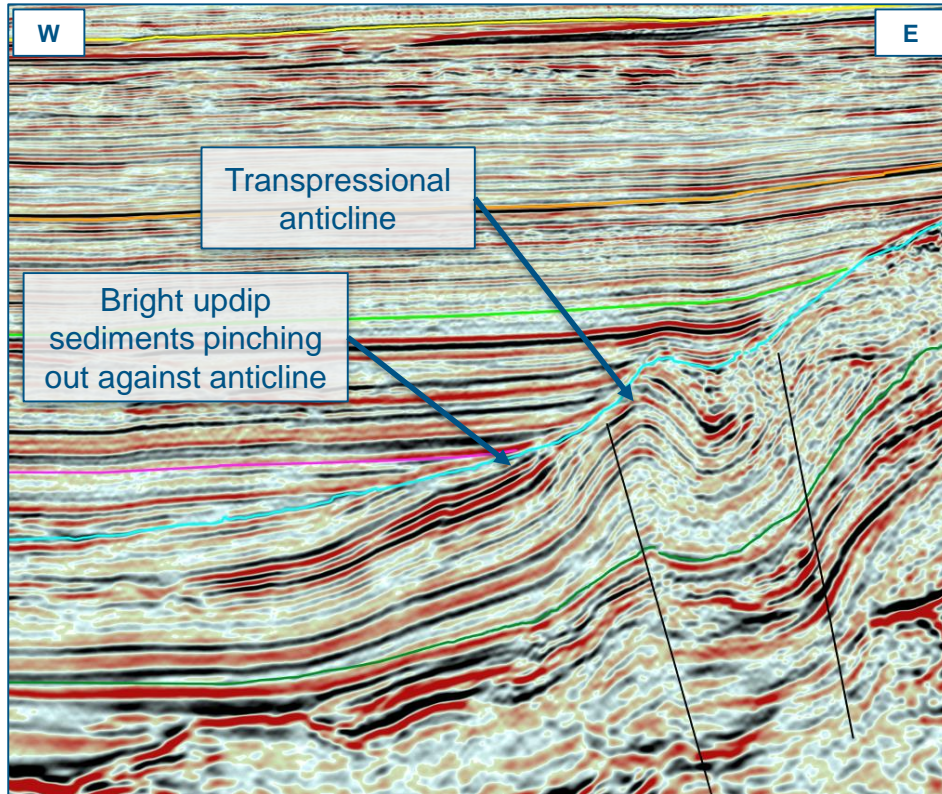 W
E
Transpressional
anticline
Bright updip
sediments pinching
out against anticline